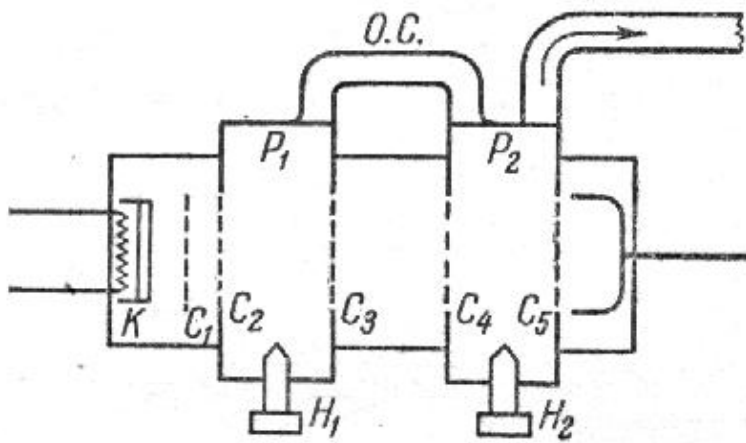 О.С.
P₁ P₂
K C₁ C₂ C₃ C₄ C₅
H₁ H₂